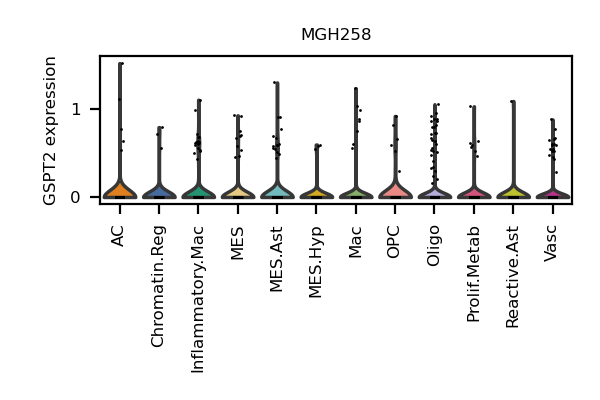 MGH258
GSPT2 expression
1
0
AC
Chromatin.Reg
Inflammatory.Mac
MES
MES.Ast
MES.Hyp
Mac
OPC
Oligo
Prolif.Metab
Reactive.Ast
Vasc